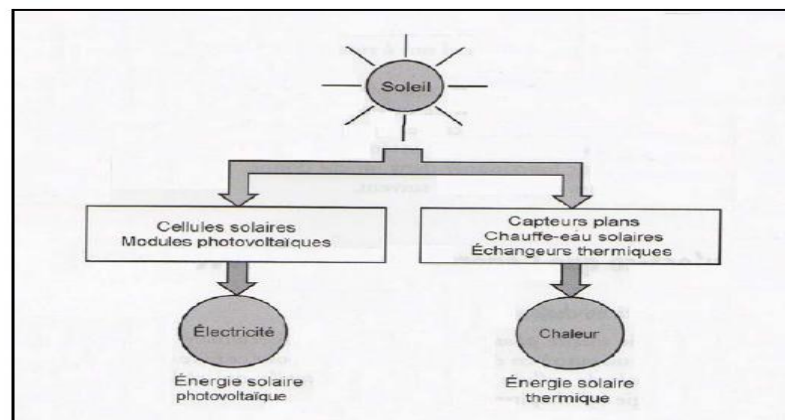 Soleil
Cellules solaires
Modules photovoltaïques
Capteurs plans
Chauffe-eau solaires
Échangeurs thermiques
Électricité
Chaleur
Énergie solaire
photovoltaïque
Énergie solaire
thermique